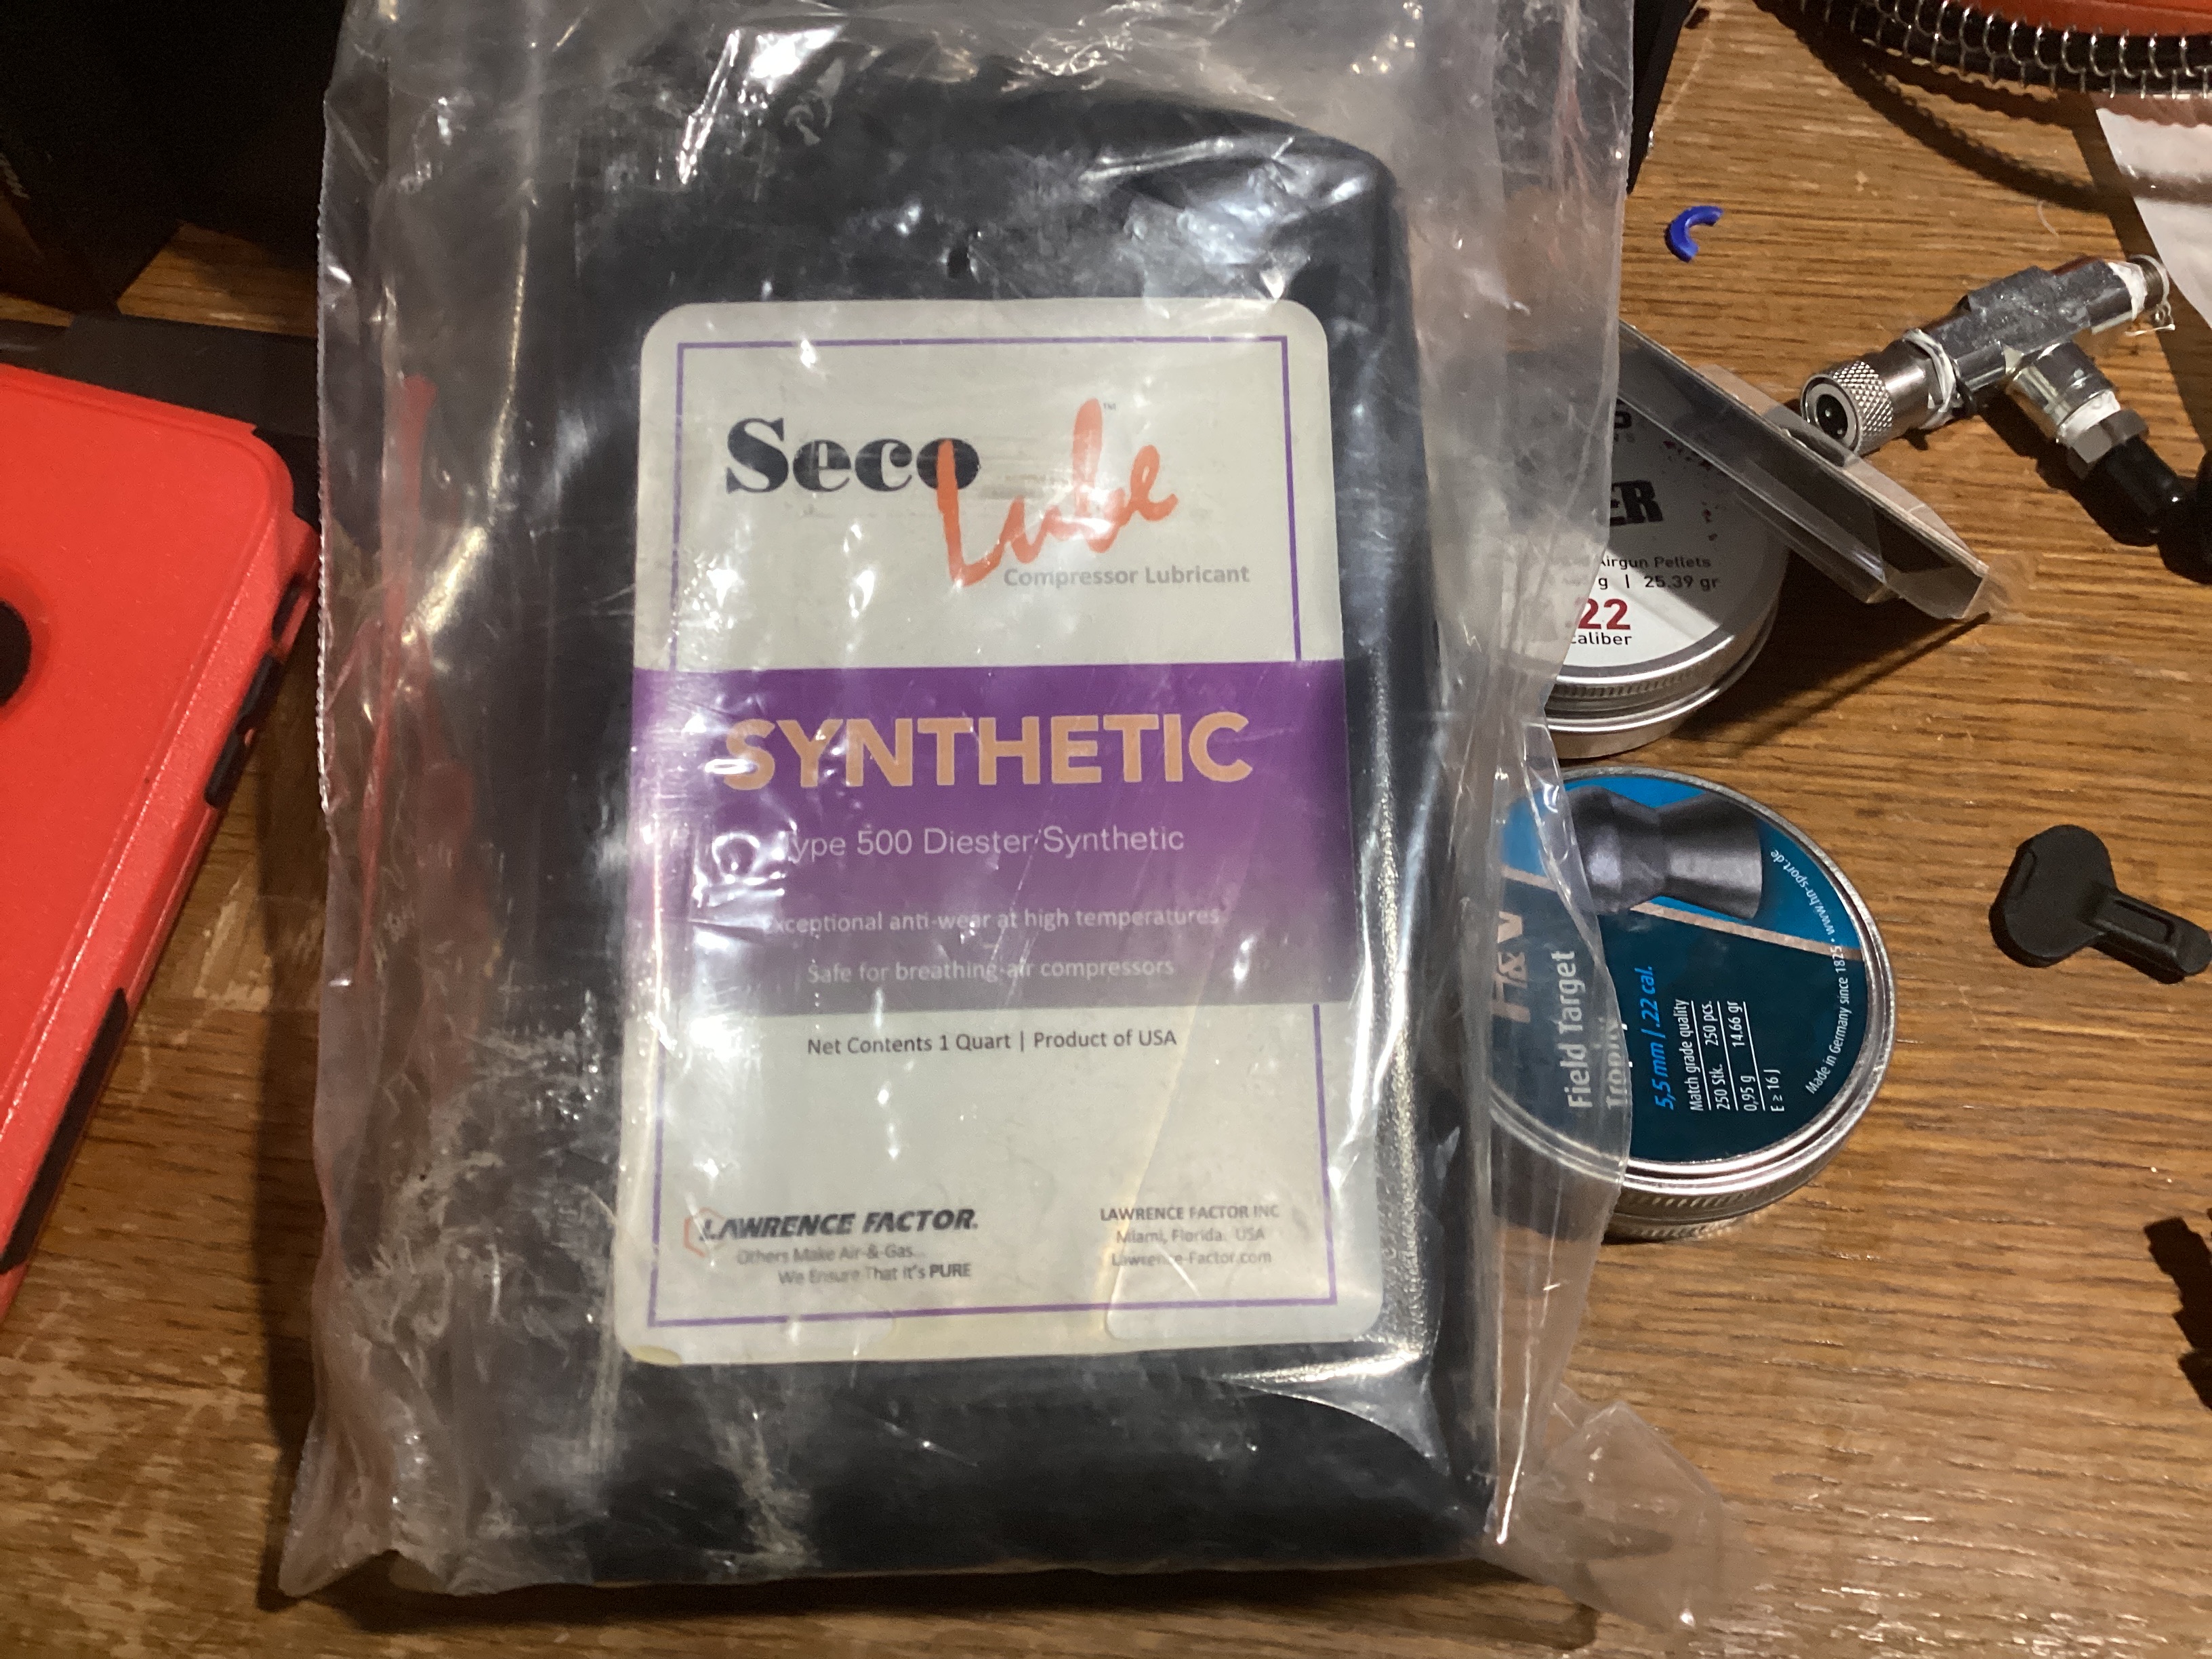 Seco Lube™
Compressor Lubricant
SYNTHETIC
Type 500 Diester Synthetic
Exceptional anti-wear at high temperatures
Safe for breathing-air compressors
Net Contents 1 Quart | Product of USA
LAWRENCE FACTOR.
Others Make Air-&-Gas...
We Ensure That it's PURE
LAWRENCE FACTOR INC
Miami, Florida. USA
Lawrence-Factor.com
Airgun Pellets
g | 25.39 gr
22
caliber
H&N
Field Target
5,5 mm | .22 cal.
Match grade quality
250 Stk. 250 pcs.
0,95 g 14.66 gr
E ≥ 16 J
Made in Germany since 1825 • www.hn-sport.de